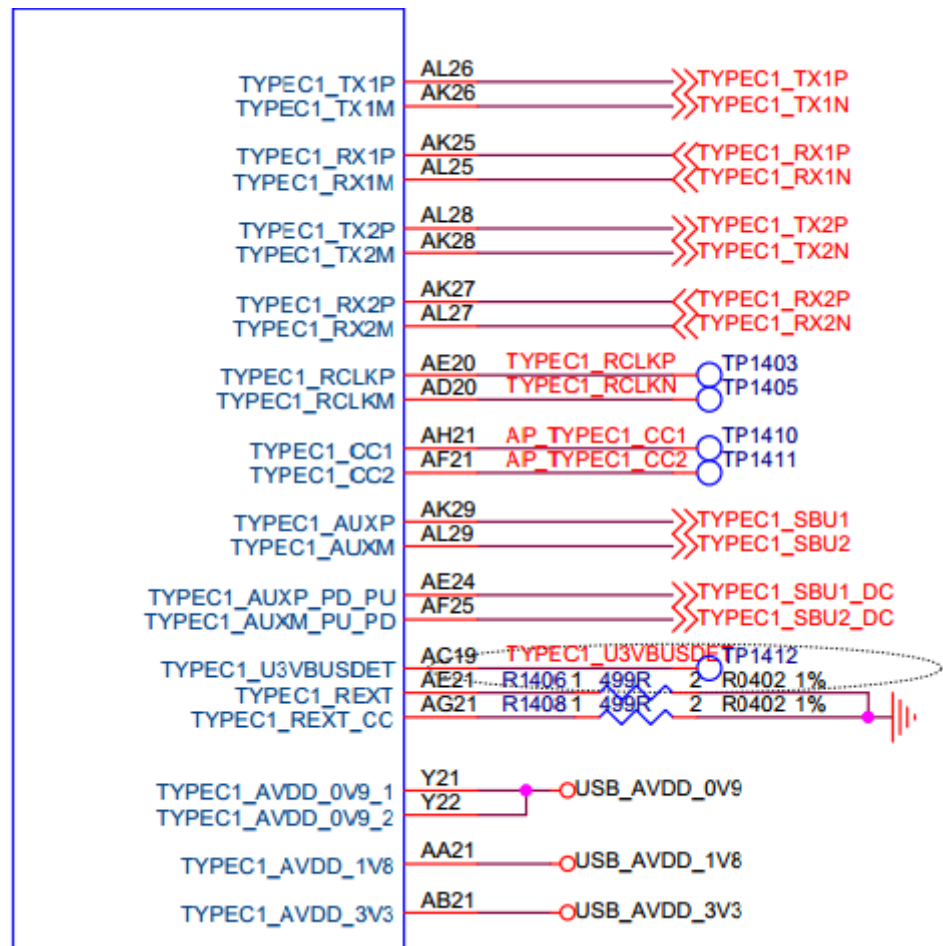 TYPEC1_TX1P AL26 TYPEC1_TX1P
TYPEC1_TX1M AK26 TYPEC1_TX1N
TYPEC1_RX1P AK25 TYPEC1_RX1P
TYPEC1_RX1M AL25 TYPEC1_RX1N
TYPEC1_TX2P AL28 TYPEC1_TX2P
TYPEC1_TX2M AK28 TYPEC1_TX2N
TYPEC1_RX2P AK27 TYPEC1_RX2P
TYPEC1_RX2M AL27 TYPEC1_RX2N
TYPEC1_RCLKP AE20 TYPEC1_RCLKP TP1403
TYPEC1_RCLKM AD20 TYPEC1_RCLKN TP1405
TYPEC1_CC1 AH21 AP_TYPEC1_CC1 TP1410
TYPEC1_CC2 AF21 AP_TYPEC1_CC2 TP1411
TYPEC1_AUXP AK29 TYPEC1_SBU1
TYPEC1_AUXM AL29 TYPEC1_SBU2
TYPEC1_AUXP_PD_PU AE24 TYPEC1_SBU1_DC
TYPEC1_AUXM_PU_PD AF25 TYPEC1_SBU2_DC
TYPEC1_U3VBUSDET AC19 TYPEC1_U3VBUSDET TP1412
TYPEC1_REXT AE21 R1406 1 499R 2 R0402 1%
TYPEC1_REXT_CC AG21 R1408 1 499R 2 R0402 1%
TYPEC1_AVDD_0V9_1 Y21 USB_AVDD_0V9
TYPEC1_AVDD_0V9_2 Y22
TYPEC1_AVDD_1V8 AA21 USB_AVDD_1V8
TYPEC1_AVDD_3V3 AB21 USB_AVDD_3V3